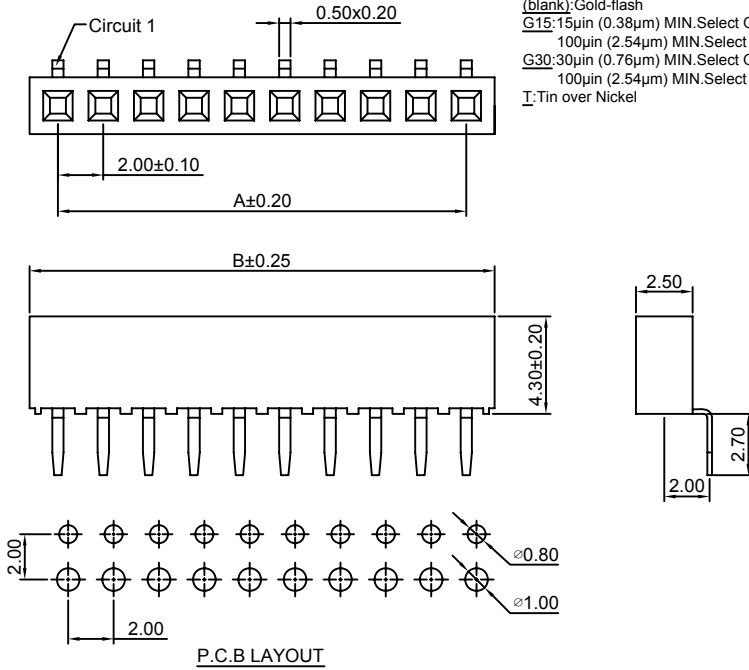 (blank):Gold-flash
G15:15μin (0.38μm) MIN.Select
100μin (2.54μm) MIN.Select
G30:30μin (0.76μm) MIN.Select
100μin (2.54μm) MIN.Select
T:Tin over Nickel
Circuit 1
0.50x0.20
2.00±0.10
A±0.20
B±0.25
4.30±0.20
2.50
2.70
2.00
2.00
⌀0.80
⌀1.00
2.00
P.C.B LAYOUT